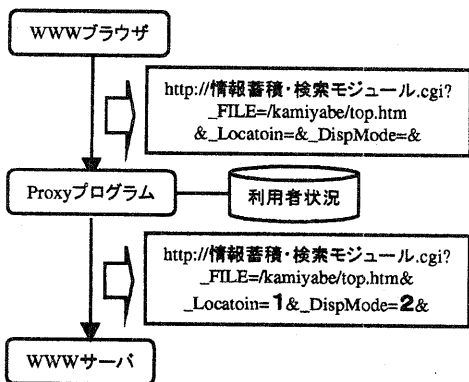 WWWブラウザ
http://情報蓄積・検索モジュール.cgi?
_FILE=/kamiyabe/top.htm
&_Locatoin=&_DispMode=&
Proxyプログラム
利用者状況
http://情報蓄積・検索モジュール.cgi?
_FILE=/kamiyabe/top.htm&
_Locatoin=1&_DispMode=2&
WWWサーバ